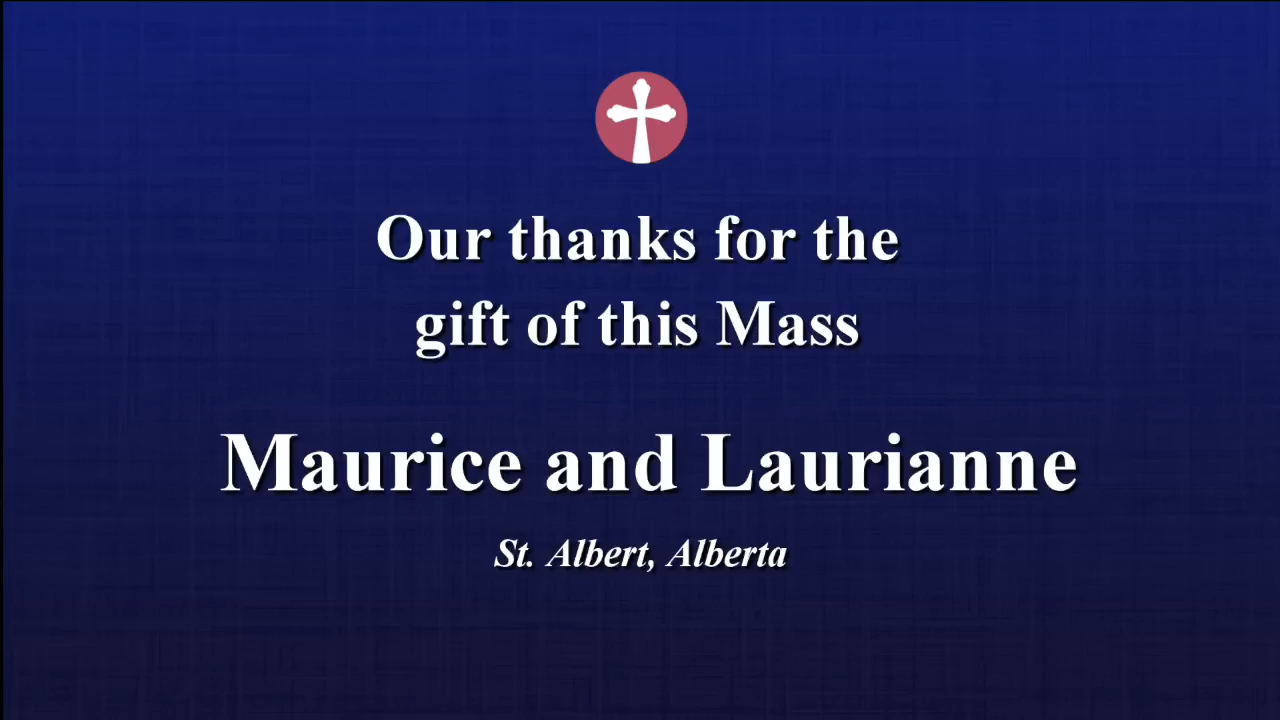 Our thanks for the
gift of this Mass
Maurice and Laurianne
St. Albert, Alberta